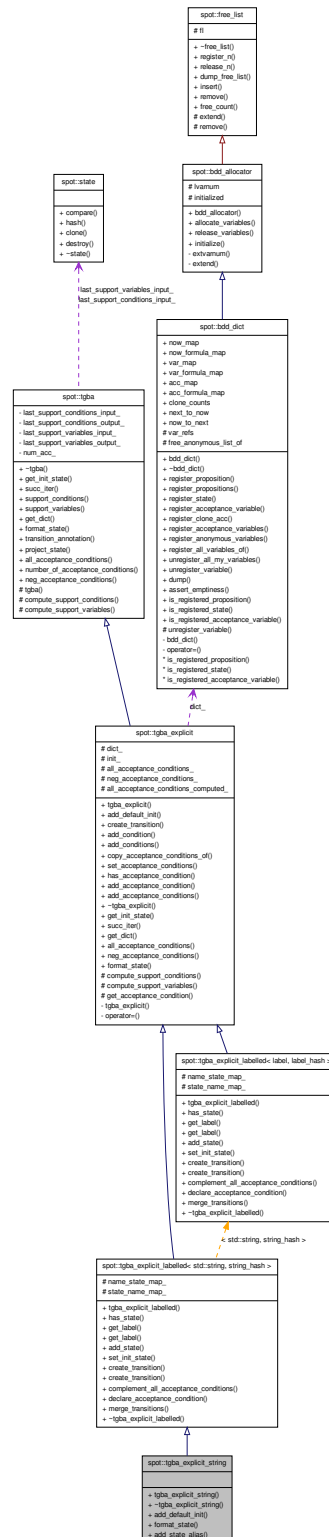 spot::free_list
# fl
+ ~free_list()
+ register_n()
+ release_n()
+ dump_free_list()
+ insert()
+ remove()
+ free_count()
# extend()
# remove()
spot::state
+ compare()
+ hash()
+ clone()
+ destroy()
+ ~state()
spot::bdd_allocator
# lvarnum
# initialized
+ bdd_allocator()
+ allocate_variables()
+ release_variables()
+ initialize()
- extvarnum()
- extend()
last_support_variables_input_
last_support_conditions_input_
spot::bdd_dict
+ now_map
+ now_formula_map
+ var_map
+ var_formula_map
+ acc_map
+ acc_formula_map
+ clone_counts
+ next_to_now
+ now_to_next
# var_refs
# free_anonymous_list_of
+ bdd_dict()
+ ~bdd_dict()
+ register_proposition()
+ register_propositions()
+ register_state()
+ register_acceptance_variable()
+ register_clone_acc()
+ register_acceptance_variables()
+ register_anonymous_variables()
+ register_all_variables_of()
+ unregister_all_my_variables()
+ unregister_variable()
+ dump()
+ assert_emptiness()
+ is_registered_proposition()
+ is_registered_state()
+ is_registered_acceptance_variable()
# unregister_variable()
- bdd_dict()
- operator=()
* is_registered_proposition()
* is_registered_state()
* is_registered_acceptance_variable()
spot::tgba
- last_support_conditions_input_
- last_support_conditions_output_
- last_support_variables_input_
- last_support_variables_output_
- num_acc_
+ ~tgba()
+ get_init_state()
+ succ_iter()
+ support_conditions()
+ support_variables()
+ get_dict()
+ format_state()
+ transition_annotation()
+ project_state()
+ all_acceptance_conditions()
+ number_of_acceptance_conditions()
+ neg_acceptance_conditions()
# tgba()
# compute_support_conditions()
# compute_support_variables()
dict_
spot::tgba_explicit
# dict_
# init_
# all_acceptance_conditions_
# neg_acceptance_conditions_
# all_acceptance_conditions_computed_
+ tgba_explicit()
+ add_default_init()
+ create_transition()
+ add_condition()
+ add_conditions()
+ copy_acceptance_conditions_of()
+ set_acceptance_conditions()
+ has_acceptance_condition()
+ add_acceptance_condition()
+ add_acceptance_conditions()
+ ~tgba_explicit()
+ get_init_state()
+ succ_iter()
+ get_dict()
+ all_acceptance_conditions()
+ neg_acceptance_conditions()
+ format_state()
# compute_support_conditions()
# compute_support_variables()
# get_acceptance_condition()
- tgba_explicit()
- operator=()
spot::tgba_explicit_labelled< label, label_hash >
# name_state_map_
# state_name_map_
+ tgba_explicit_labelled()
+ has_state()
+ get_label()
+ get_label()
+ add_state()
+ set_init_state()
+ create_transition()
+ create_transition()
+ complement_all_acceptance_conditions()
+ declare_acceptance_condition()
+ merge_transitions()
+ ~tgba_explicit_labelled()
< std::string, string_hash >
spot::tgba_explicit_labelled< std::string, string_hash >
# name_state_map_
# state_name_map_
+ tgba_explicit_labelled()
+ has_state()
+ get_label()
+ get_label()
+ add_state()
+ set_init_state()
+ create_transition()
+ create_transition()
+ complement_all_acceptance_conditions()
+ declare_acceptance_condition()
+ merge_transitions()
+ ~tgba_explicit_labelled()
spot::tgba_explicit_string
+ tgba_explicit_string()
+ ~tgba_explicit_string()
+ add_default_init()
+ format_state()
+ add_state_alias()